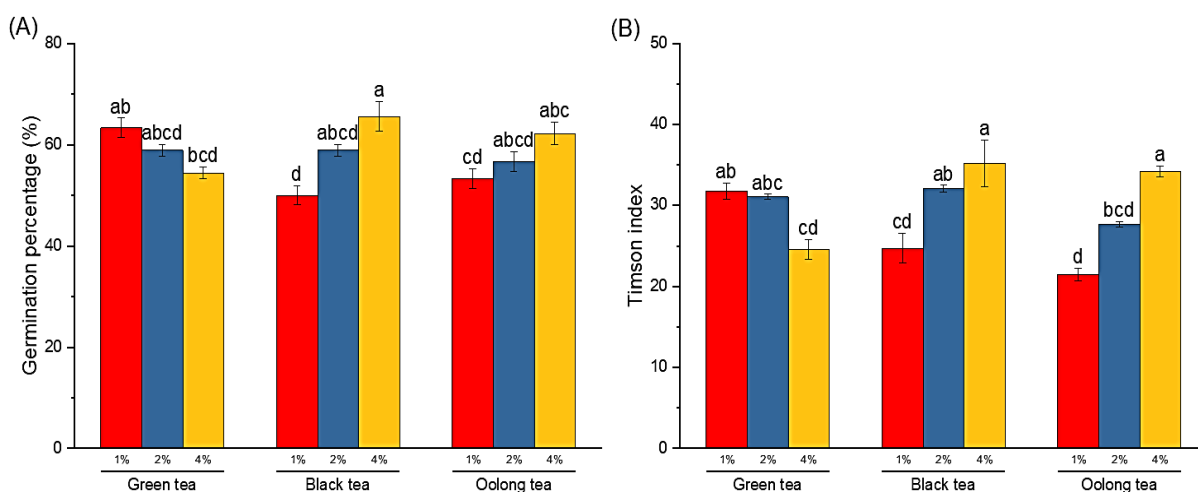 (A)
Germination percentage (%)
80
60
40
20
0
ab
abcd
bcd
d
abcd
a
cd
abcd
abc
1% 2% 4% 1% 2% 4% 1% 2% 4%
Green tea Black tea Oolong tea
(B)
Timson index
50
40
30
20
10
0
ab
abc
cd
cd
ab
a
d
bcd
a
1% 2% 4% 1% 2% 4% 1% 2% 4%
Green tea Black tea Oolong tea